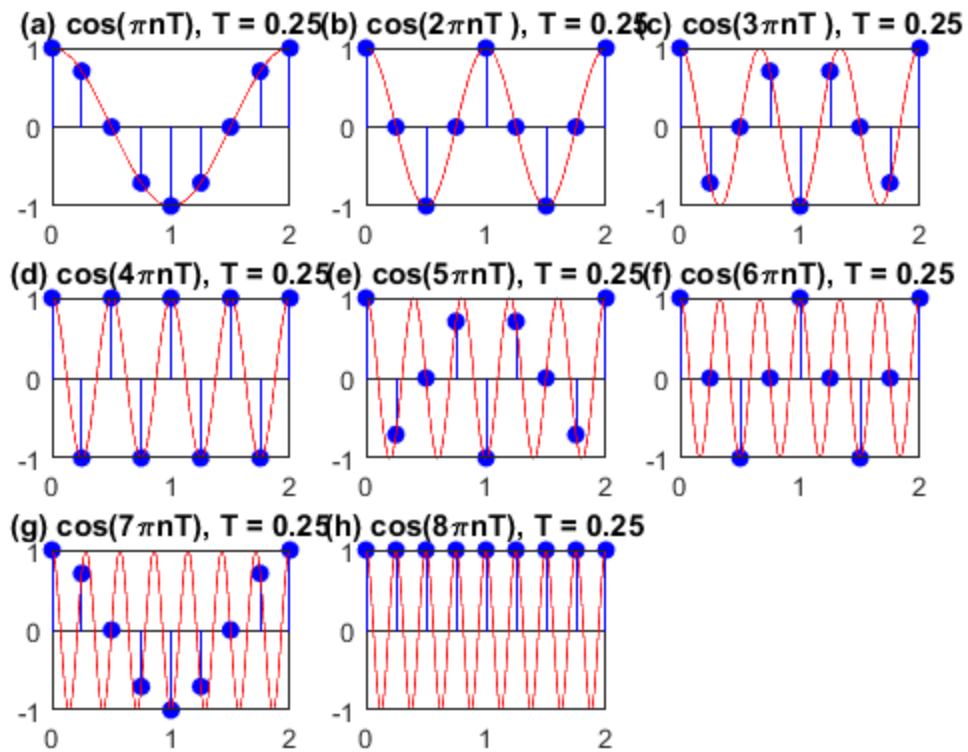 (a) cos(πnT), T = 0.25
(b) cos(2πnT ), T = 0.25
(c) cos(3πnT ), T = 0.25
1
0
-1
0 1 2
1
0
-1
0 1 2
1
0
-1
0 1 2
(d) cos(4πnT), T = 0.25
(e) cos(5πnT), T = 0.25
(f) cos(6πnT), T = 0.25
1
0
-1
0 1 2
1
0
-1
0 1 2
1
0
-1
0 1 2
(g) cos(7πnT), T = 0.25
(h) cos(8πnT), T = 0.25
1
0
-1
0 1 2
1
0
-1
0 1 2